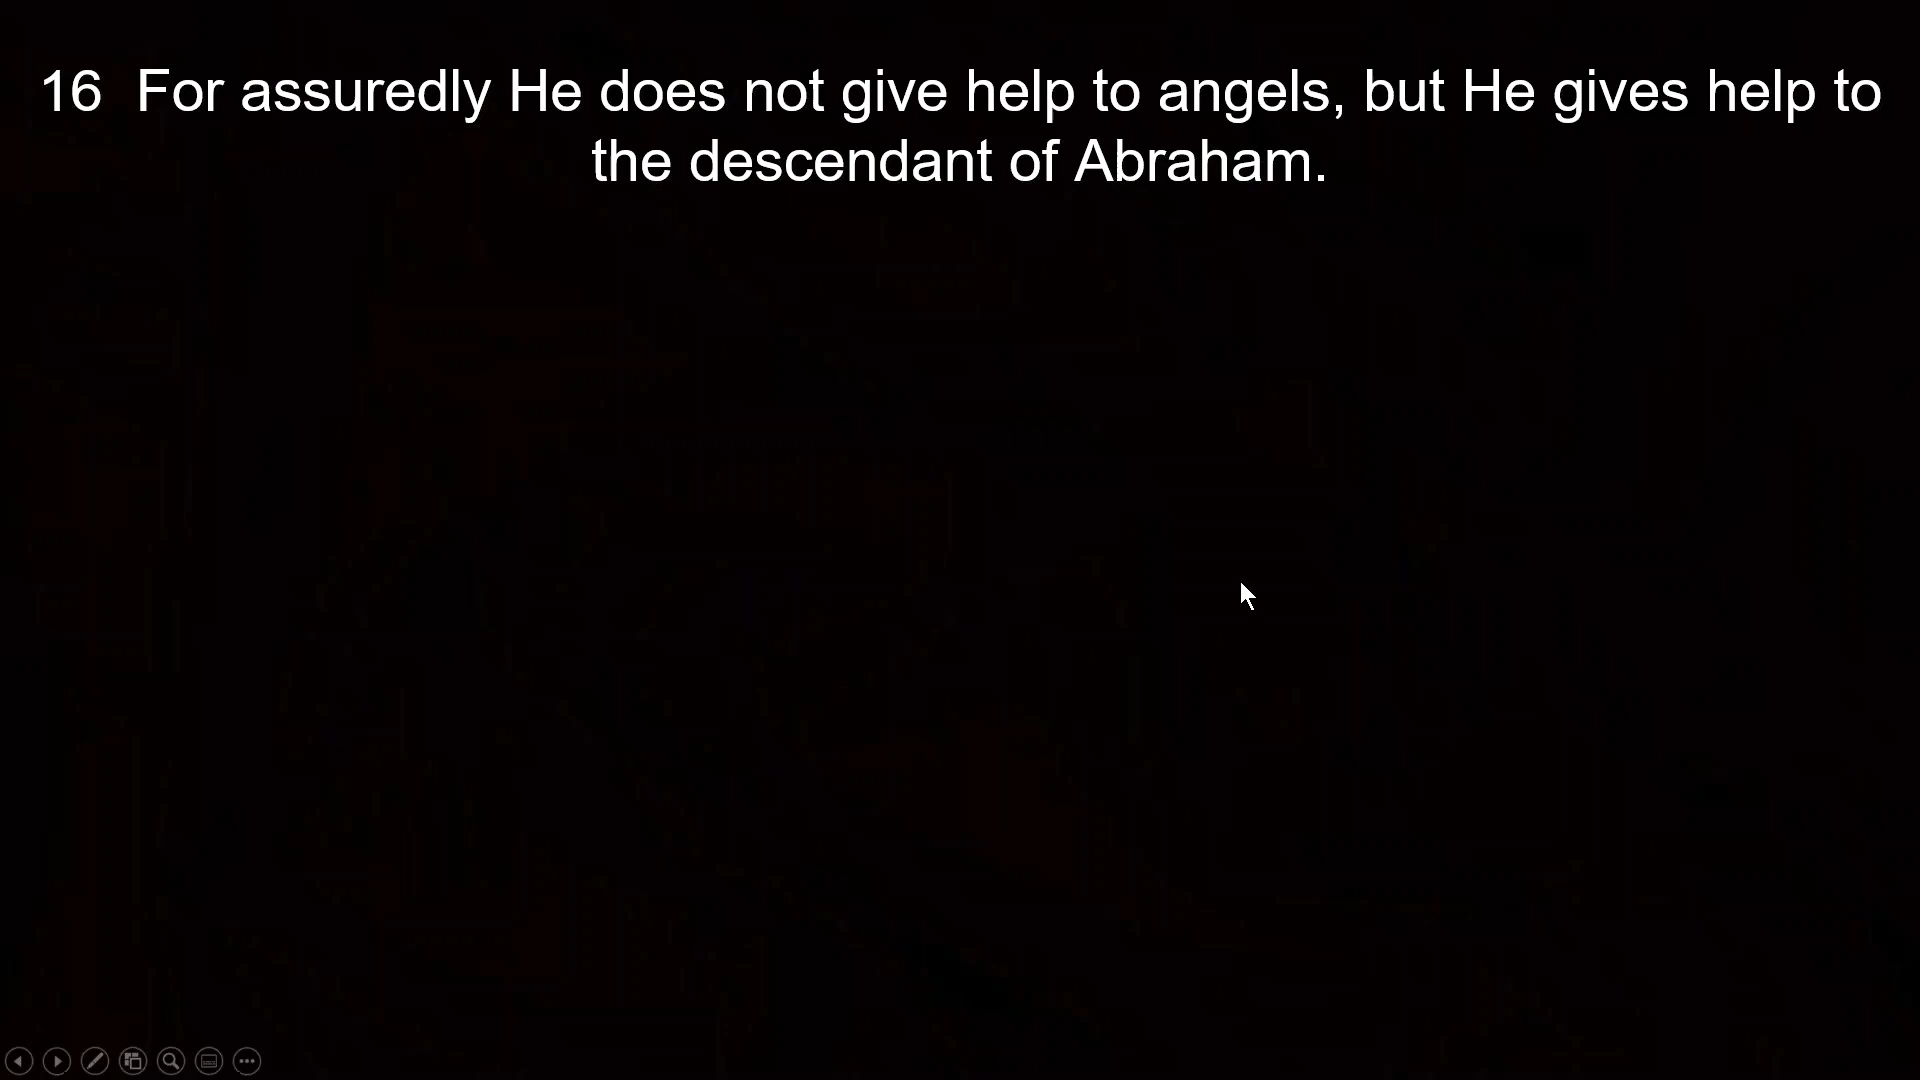 16  For assuredly He does not give help to angels, but He gives help to
the descendant of Abraham.